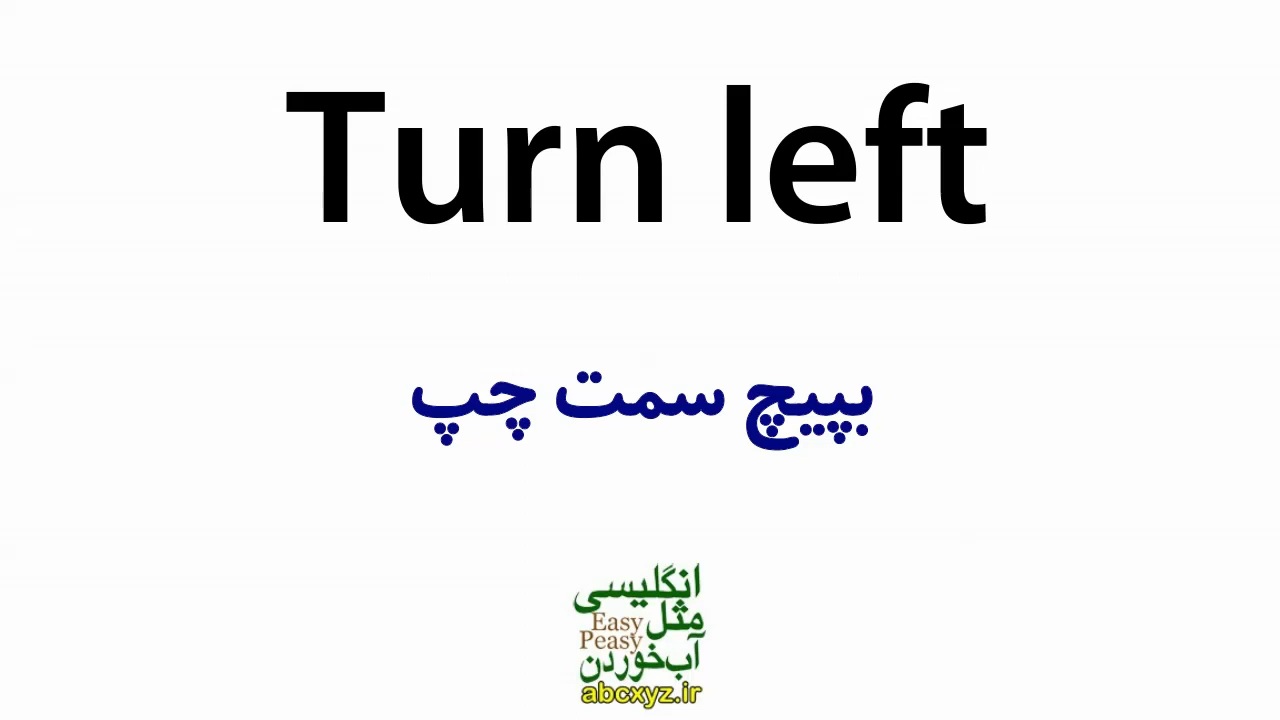 Turn left
بپیچ سمت چپ
انگلیسی
مثل
Easy
Peasy
آب‌خوردن
abcxyz.ir